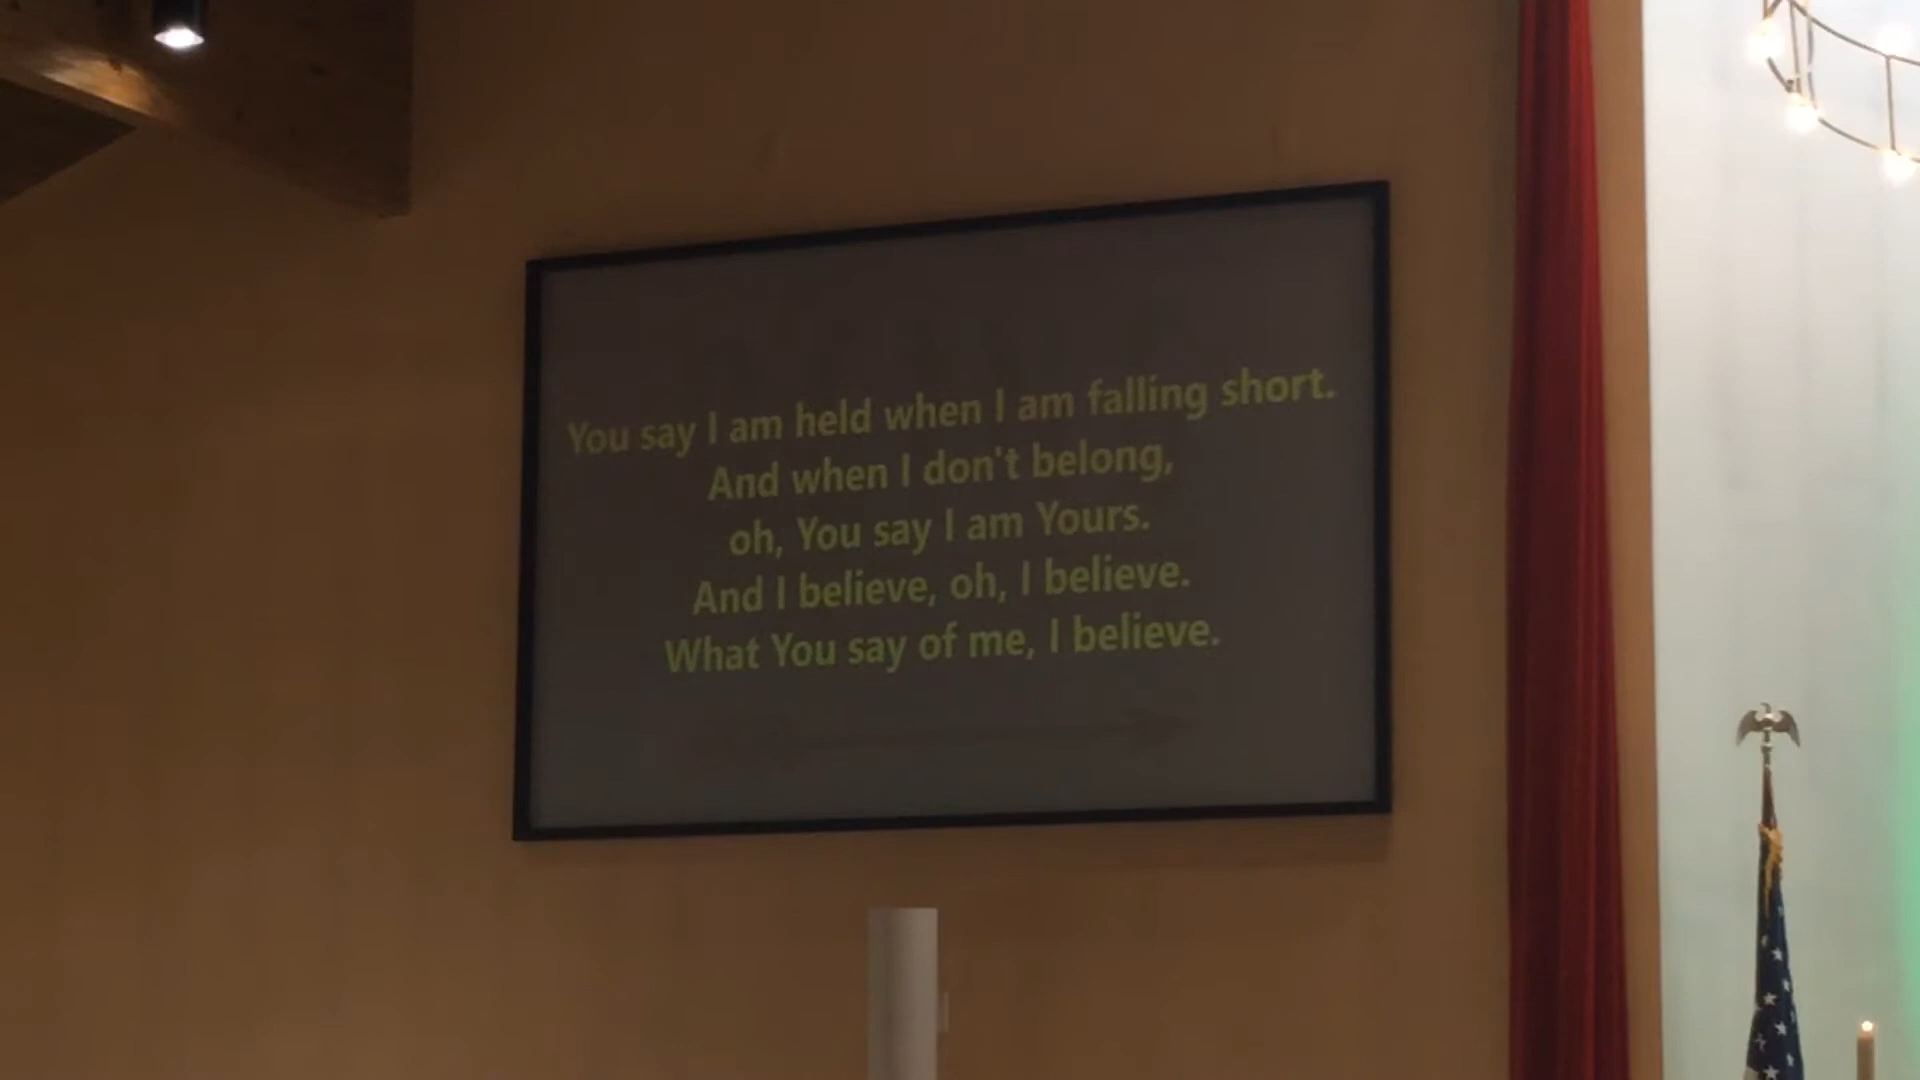 You say I am held when I am falling short.
And when I don't belong,
oh, You say I am Yours.
And I believe, oh, I believe.
What You say of me, I believe.